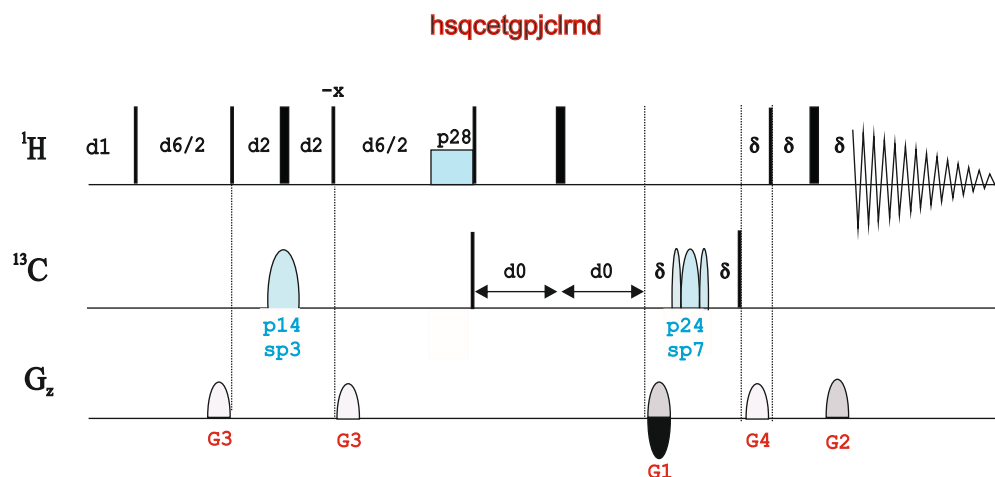 hsqcetgpjclrnd
-x
¹H d1 d6/2 d2 d2 d6/2 p28 δ δ δ
¹³C d0 d0 δ δ
p14 p24
sp3 sp7
Gz
G3 G3 G1 G4 G2